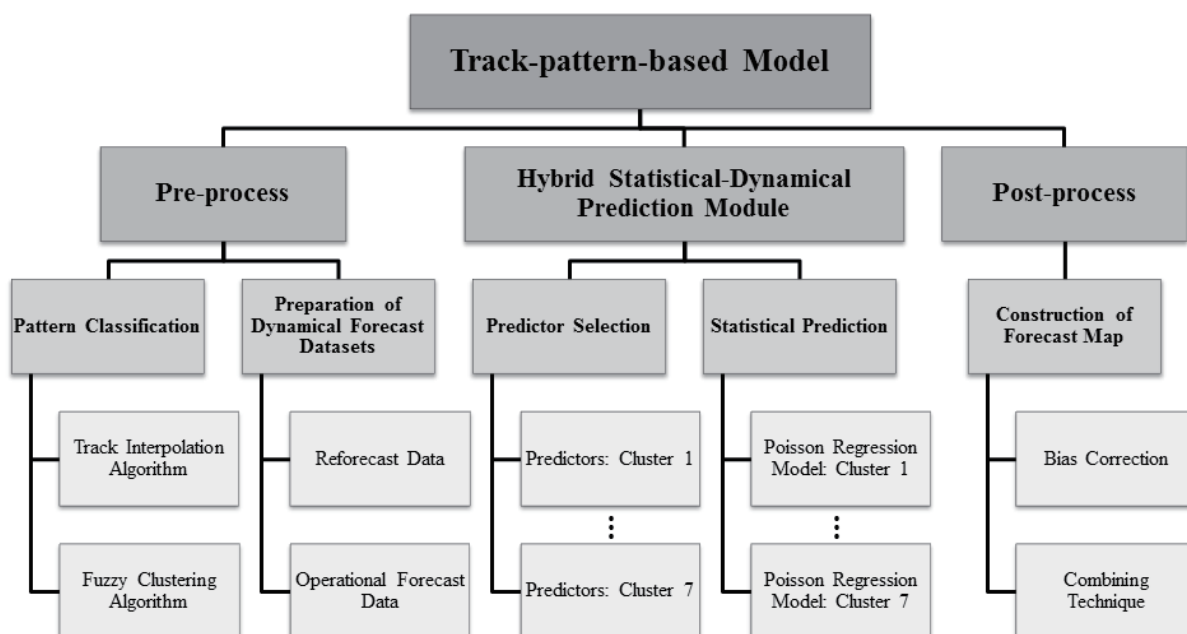 Track-pattern-based Model
Pre-process
Hybrid Statistical-Dynamical
Prediction Module
Post-process
Pattern Classification
Preparation of
Dynamical Forecast
Datasets
Predictor Selection
Statistical Prediction
Construction of
Forecast Map
Track Interpolation
Algorithm
Reforecast Data
Predictors: Cluster 1
Poisson Regression
Model: Cluster 1
Bias Correction
Fuzzy Clustering
Algorithm
Operational Forecast
Data
Predictors: Cluster 7
Poisson Regression
Model: Cluster 7
Combining
Technique